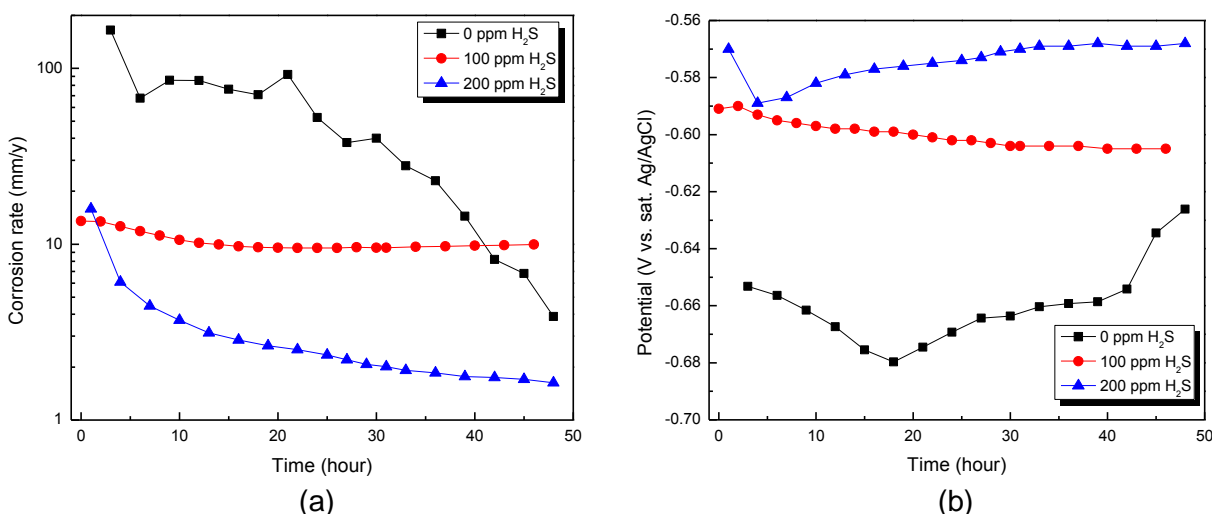 100
10
1
0 10 20 30 40 50
Corrosion rate (mm/y)
Time (hour)
0 ppm H₂S
100 ppm H₂S
200 ppm H₂S
(a)
-0.56
-0.58
-0.60
-0.62
-0.64
-0.66
-0.68
-0.70
0 10 20 30 40 50
Potential (V vs. sat. Ag/AgCl)
Time (hour)
0 ppm H₂S
100 ppm H₂S
200 ppm H₂S
(b)